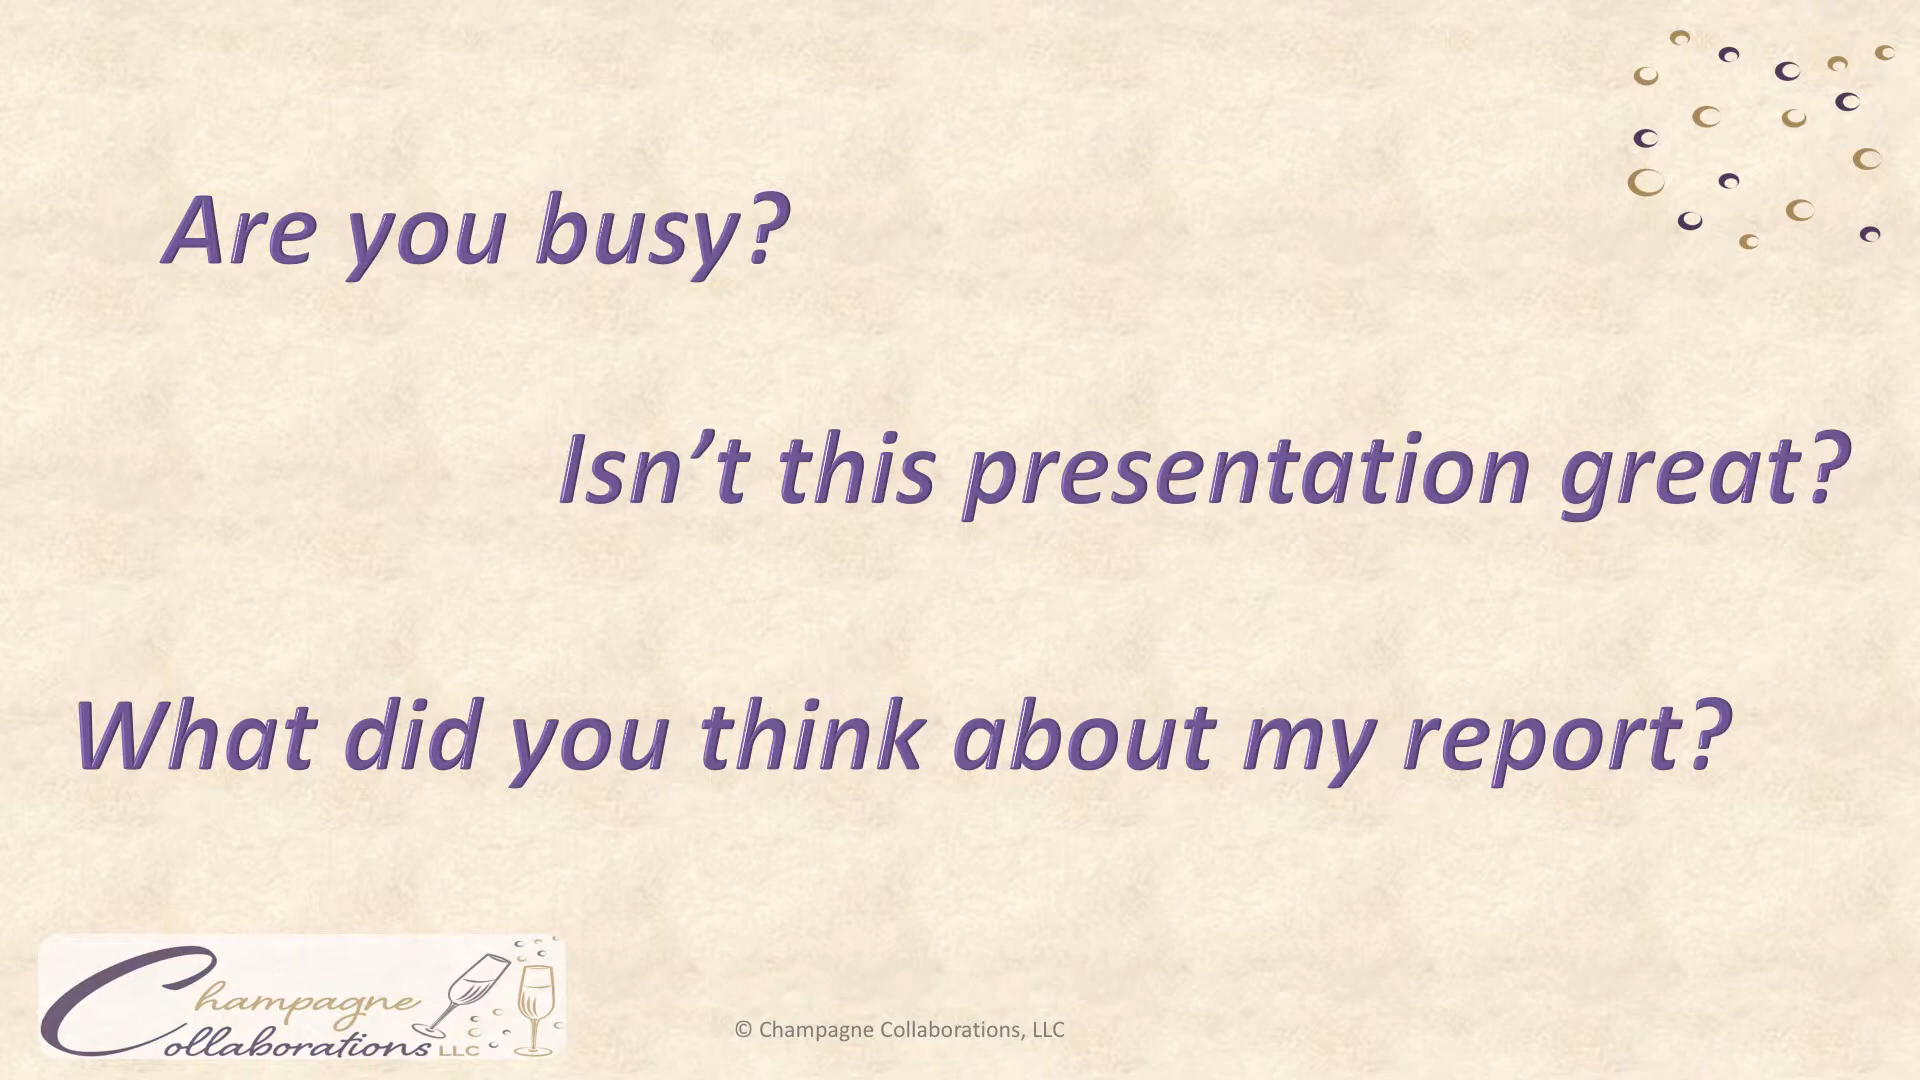 Are you busy?
Isn’t this presentation great?
What did you think about my report?
Champagne
Collaborations LLC
© Champagne Collaborations, LLC